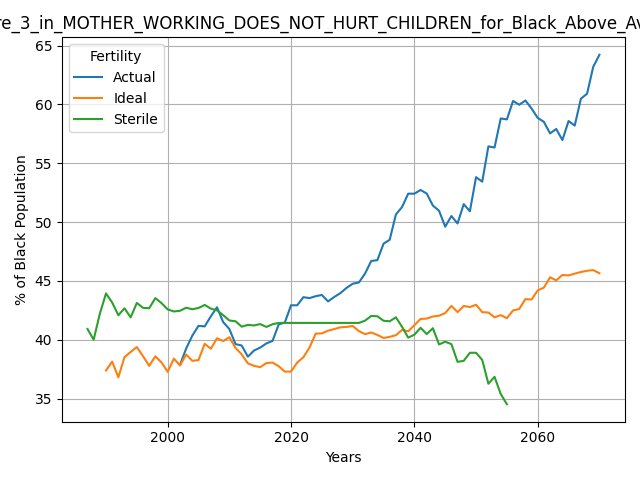 re_3_in_MOTHER_WORKING_DOES_NOT_HURT_CHILDREN_for_Black_Above_Av
Fertility
Actual
Ideal
Sterile
% of Black Population
65
60
55
50
45
40
35
2000
2020
2040
2060
Years